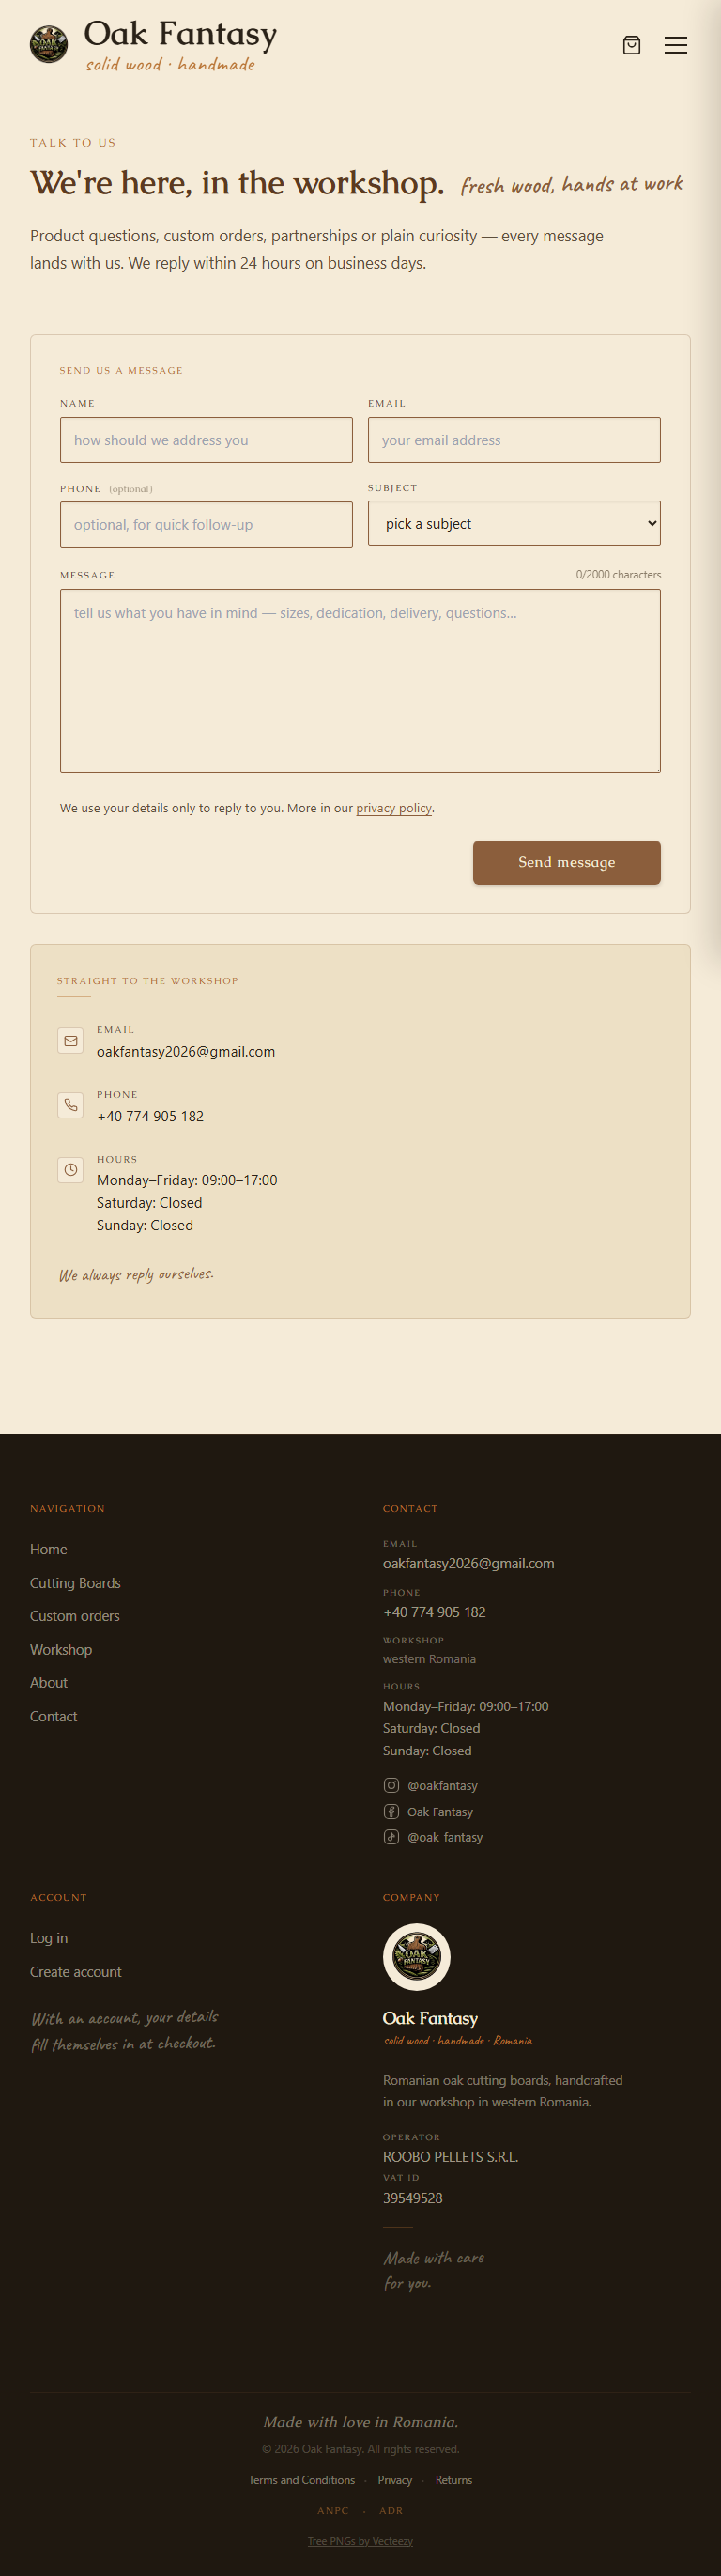 Oak Fantasy
solid wood · handmade
TALK TO US
We're here, in the workshop. fresh wood, hands at work
Product questions, custom orders, partnerships or plain curiosity — every message
lands with us. We reply within 24 hours on business days.
SEND US A MESSAGE
NAME
how should we address you
EMAIL
your email address
PHONE (optional)
optional, for quick follow-up
SUBJECT
pick a subject
MESSAGE
0/2000 characters
tell us what you have in mind — sizes, dedication, delivery, questions...
We use your details only to reply to you. More in our privacy policy.
Send message
STRAIGHT TO THE WORKSHOP
EMAIL
oakfantasy2026@gmail.com
PHONE
+40 774 905 182
HOURS
Monday–Friday: 09:00–17:00
Saturday: Closed
Sunday: Closed
We always reply ourselves.
NAVIGATION
Home
Cutting Boards
Custom orders
Workshop
About
Contact
CONTACT
EMAIL
oakfantasy2026@gmail.com
PHONE
+40 774 905 182
WORKSHOP
western Romania
HOURS
Monday–Friday: 09:00–17:00
Saturday: Closed
Sunday: Closed
@oakfantasy
Oak Fantasy
@oak_fantasy
ACCOUNT
Log in
Create account
With an account, your details
fill themselves in at checkout.
COMPANY
OAK
FANTASY
Oak Fantasy
solid wood · handmade · Romania
Romanian oak cutting boards, handcrafted
in our workshop in western Romania.
OPERATOR
ROOBO PELLETS S.R.L.
VAT ID
39549528
Made with care
for you.
Made with love in Romania.
© 2026 Oak Fantasy. All rights reserved.
Terms and Conditions · Privacy · Returns
ANPC · ADR
Tree PNGs by Vecteezy